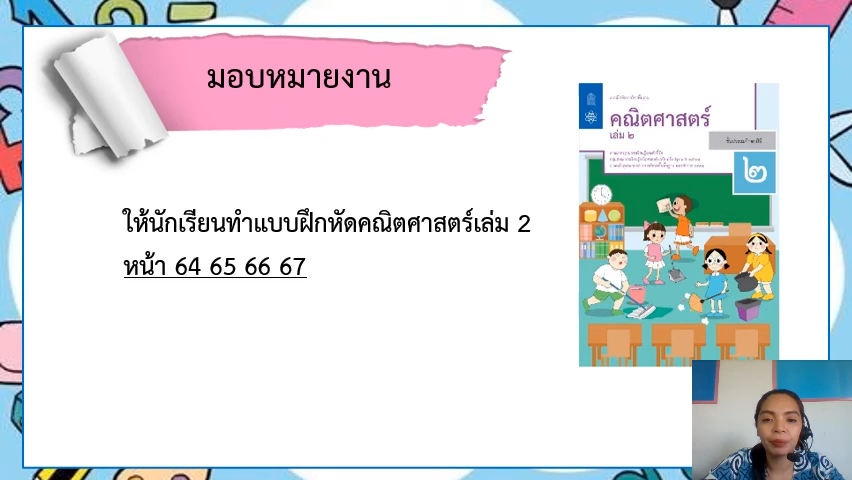 มอบหมายงาน
คณิตศาสตร์
เล่ม ๒
๒
ให้นักเรียนทำแบบฝึกหัดคณิตศาสตร์เล่ม 2
หน้า 64 65 66 67